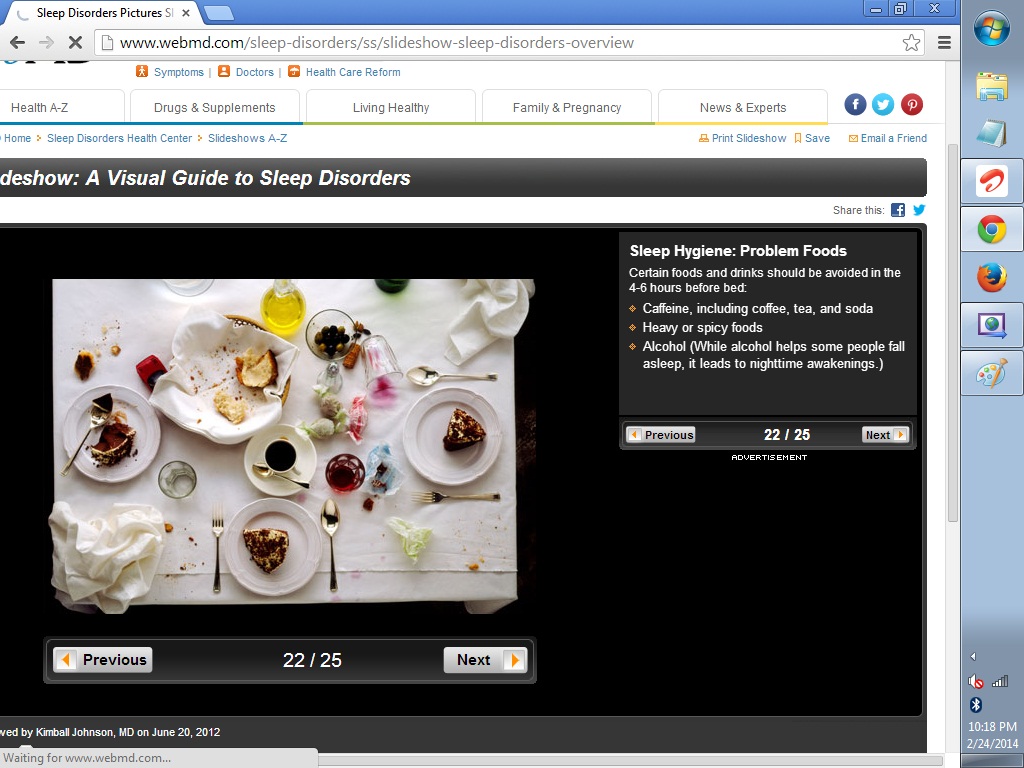 Sleep Disorders Pictures Sl
www.webmd.com/sleep-disorders/ss/slideshow-sleep-disorders-overview
Symptoms | Doctors | Health Care Reform
Health A-Z
Drugs & Supplements
Living Healthy
Family & Pregnancy
News & Experts
Home Sleep Disorders Health Center Slideshows A-Z
Print Slideshow Save Email a Friend
deshow: A Visual Guide to Sleep Disorders
Share this:
Sleep Hygiene: Problem Foods
Certain foods and drinks should be avoided in the
4-6 hours before bed:
Caffeine, including coffee, tea, and soda
Heavy or spicy foods
Alcohol (While alcohol helps some people fall
asleep, it leads to nighttime awakenings.)
Previous 22 / 25 Next
ADVERTISEMENT
Previous 22 / 25 Next
wed by Kimball Johnson, MD on June 20, 2012
Waiting for www.webmd.com...
10:18 PM
2/24/2014